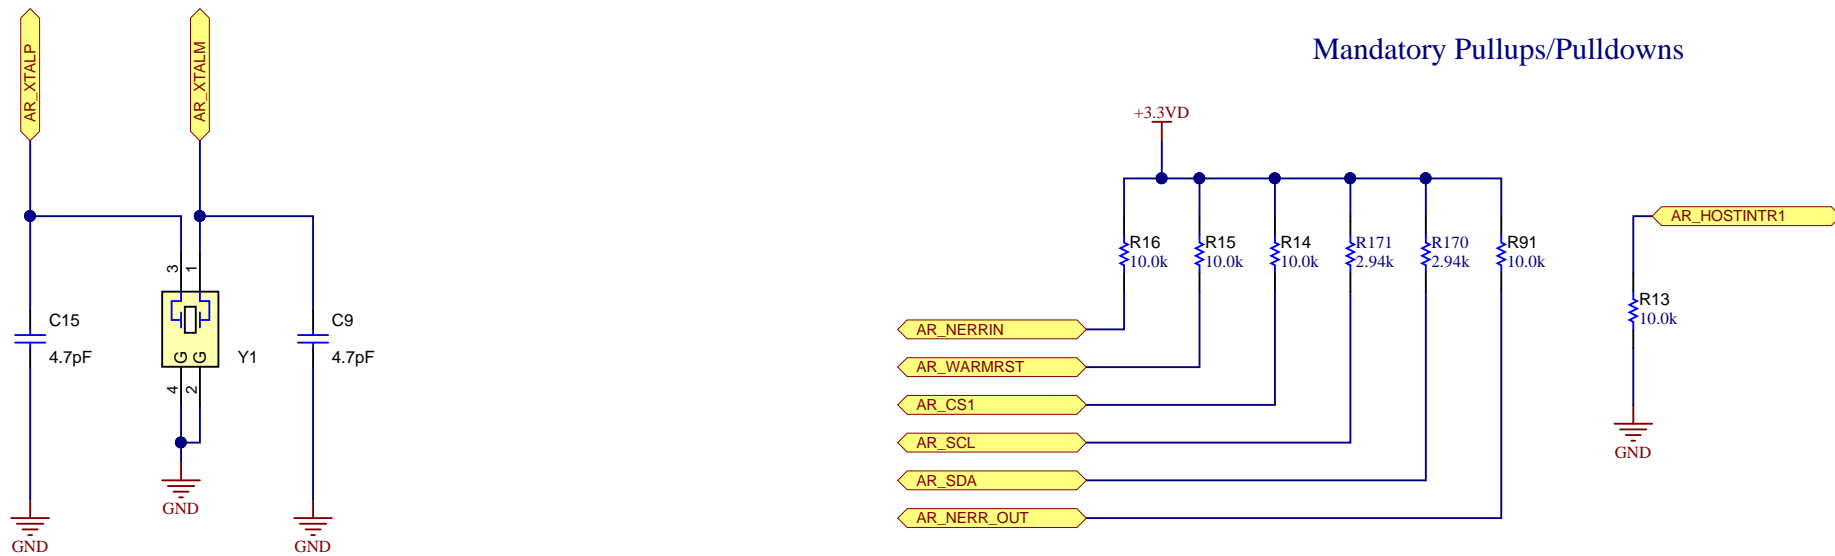 AR_XTALP
AR_XTALM
3
1
C15
4.7pF
G
G
Y1
4
2
C9
4.7pF
GND
GND
GND
Mandatory Pullups/Pulldowns
+3.3VD
R16
10.0k
R15
10.0k
R14
10.0k
R171
2.94k
R170
2.94k
R91
10.0k
AR_NERRIN
AR_WARMRST
AR_CS1
AR_SCL
AR_SDA
AR_NERR_OUT
AR_HOSTINTR1
R13
10.0k
GND